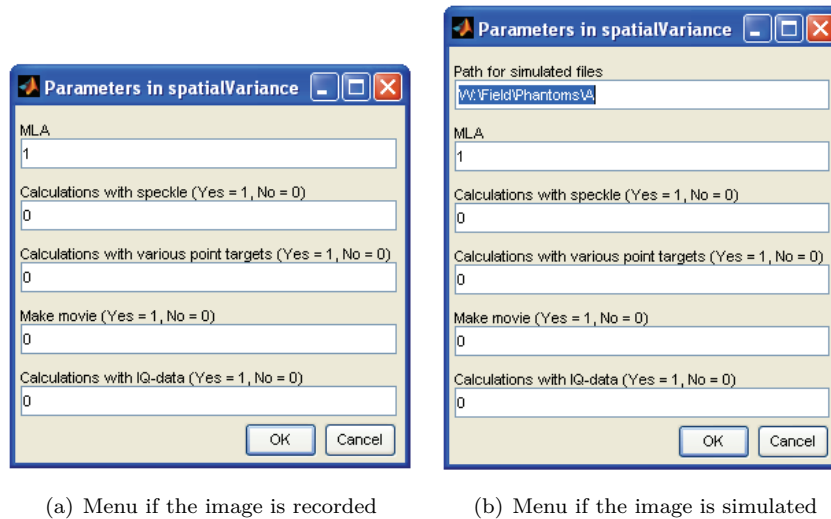 Parameters in spatialVariance
MLA
1
Calculations with speckle (Yes = 1, No = 0)
0
Calculations with various point targets (Yes = 1, No = 0)
0
Make movie (Yes = 1, No = 0)
0
Calculations with IQ-data (Yes = 1, No = 0)
0
OK Cancel
(a) Menu if the image is recorded
Parameters in spatialVariance
Path for simulated files
W:\Field\Phantoms\A
MLA
1
Calculations with speckle (Yes = 1, No = 0)
0
Calculations with various point targets (Yes = 1, No = 0)
0
Make movie (Yes = 1, No = 0)
0
Calculations with IQ-data (Yes = 1, No = 0)
0
OK Cancel
(b) Menu if the image is simulated